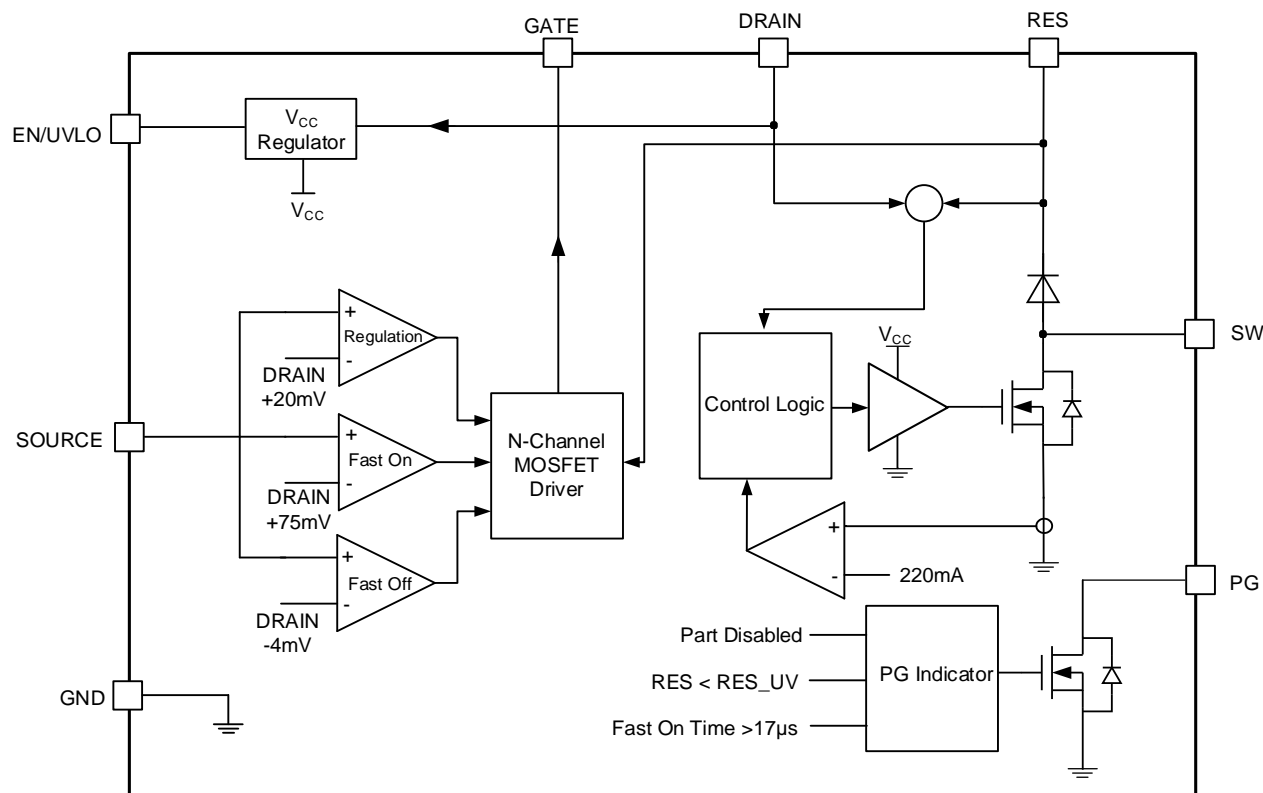 GATE
DRAIN
RES
EN/UVLO
VCC
Regulator
VCC
+
Regulation
-
DRAIN
+20mV
SOURCE
+
Fast On
-
DRAIN
+75mV
+
Fast Off
-
DRAIN
-4mV
N-Channel
MOSFET
Driver
Control Logic
VCC
SW
+
-
220mA
PG
Part Disabled
RES < RES_UV
Fast On Time >17µs
PG Indicator
GND